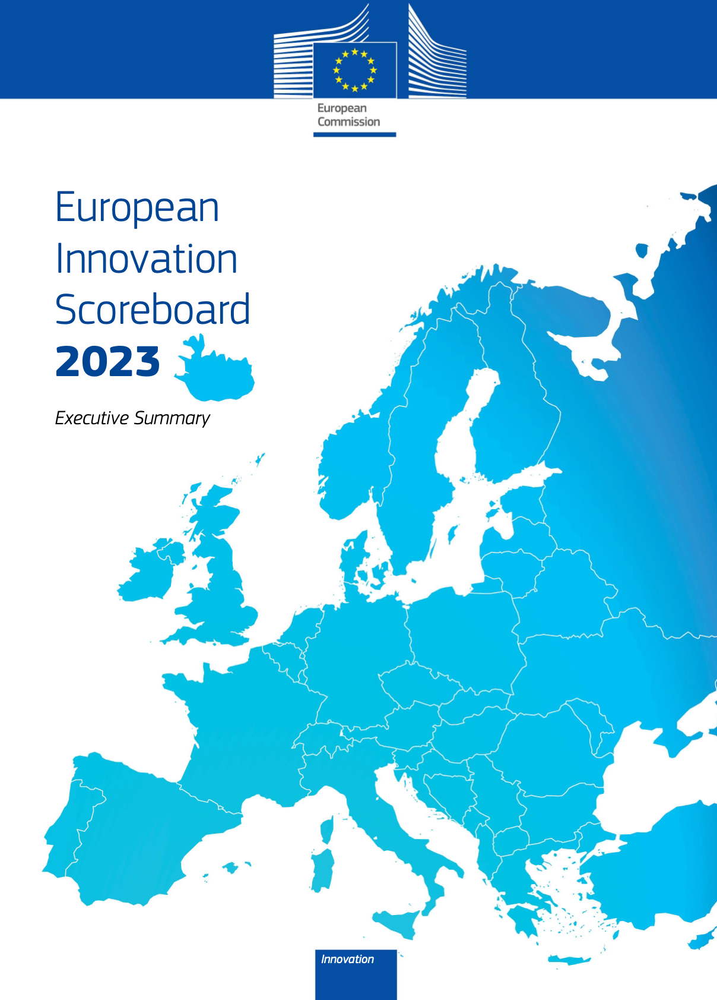 European
Commission
European
Innovation
Scoreboard
2023
Executive Summary
Innovation